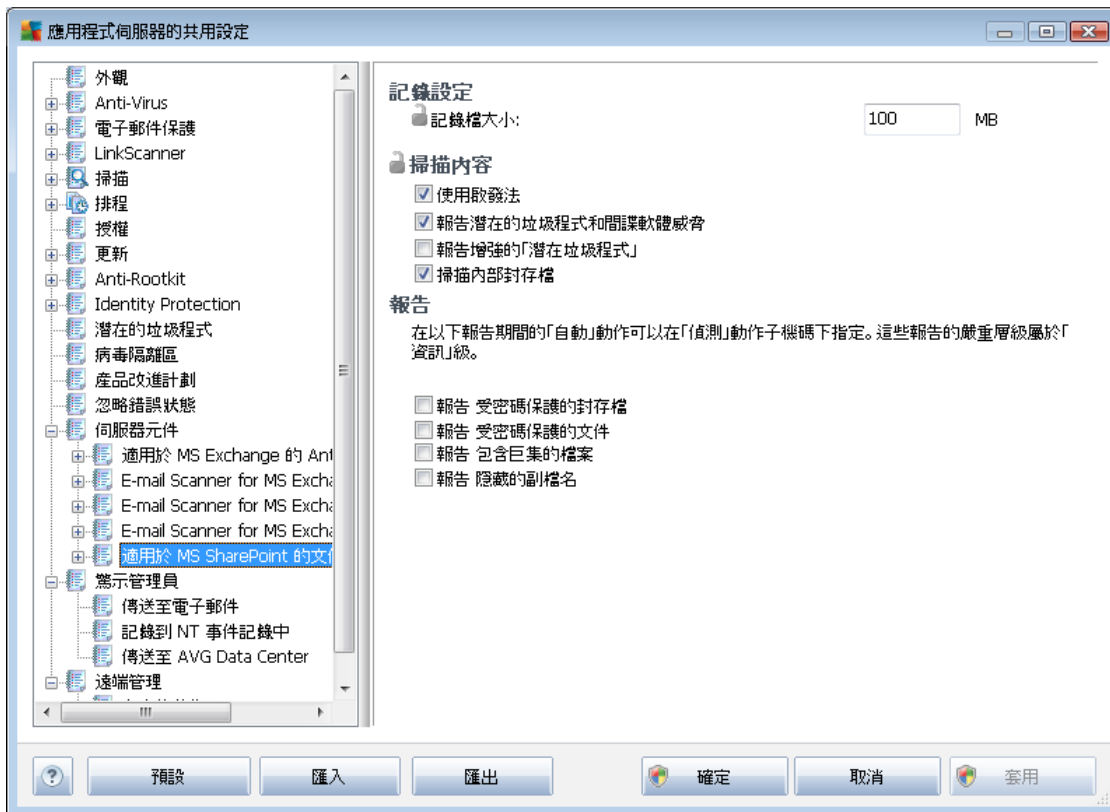 應用程式伺服器的共用設定
外觀
Anti-Virus
電子郵件保護
LinkScanner
掃描
排程
授權
更新
Anti-Rootkit
Identity Protection
潛在的垃圾程式
病毒隔離區
產品改進計劃
忽略錯誤狀態
伺服器元件
適用於 MS Exchange 的 Ant
E-mail Scanner for MS Excha
E-mail Scanner for MS Excha
E-mail Scanner for MS Excha
適用於 MS SharePoint 的文件
警示管理員
傳送至電子郵件
記錄到 NT 事件記錄中
傳送至 AVG Data Center
遠端管理
記錄設定
記錄檔大小: 100 MB
掃描內容
使用啟發法
報告潛在的垃圾程式和間諜軟體威脅
報告增強的「潛在垃圾程式」
掃描內部封存檔
報告
在以下報告期間的「自動」動作可以在「偵測」動作子機碼下指定。這些報告的嚴重層級屬於「
資訊」級。
報告 受密碼保護的封存檔
報告 受密碼保護的文件
報告 包含巨集的檔案
報告 隱藏的副檔名
? 預設 匯入 匯出 確定 取消 套用